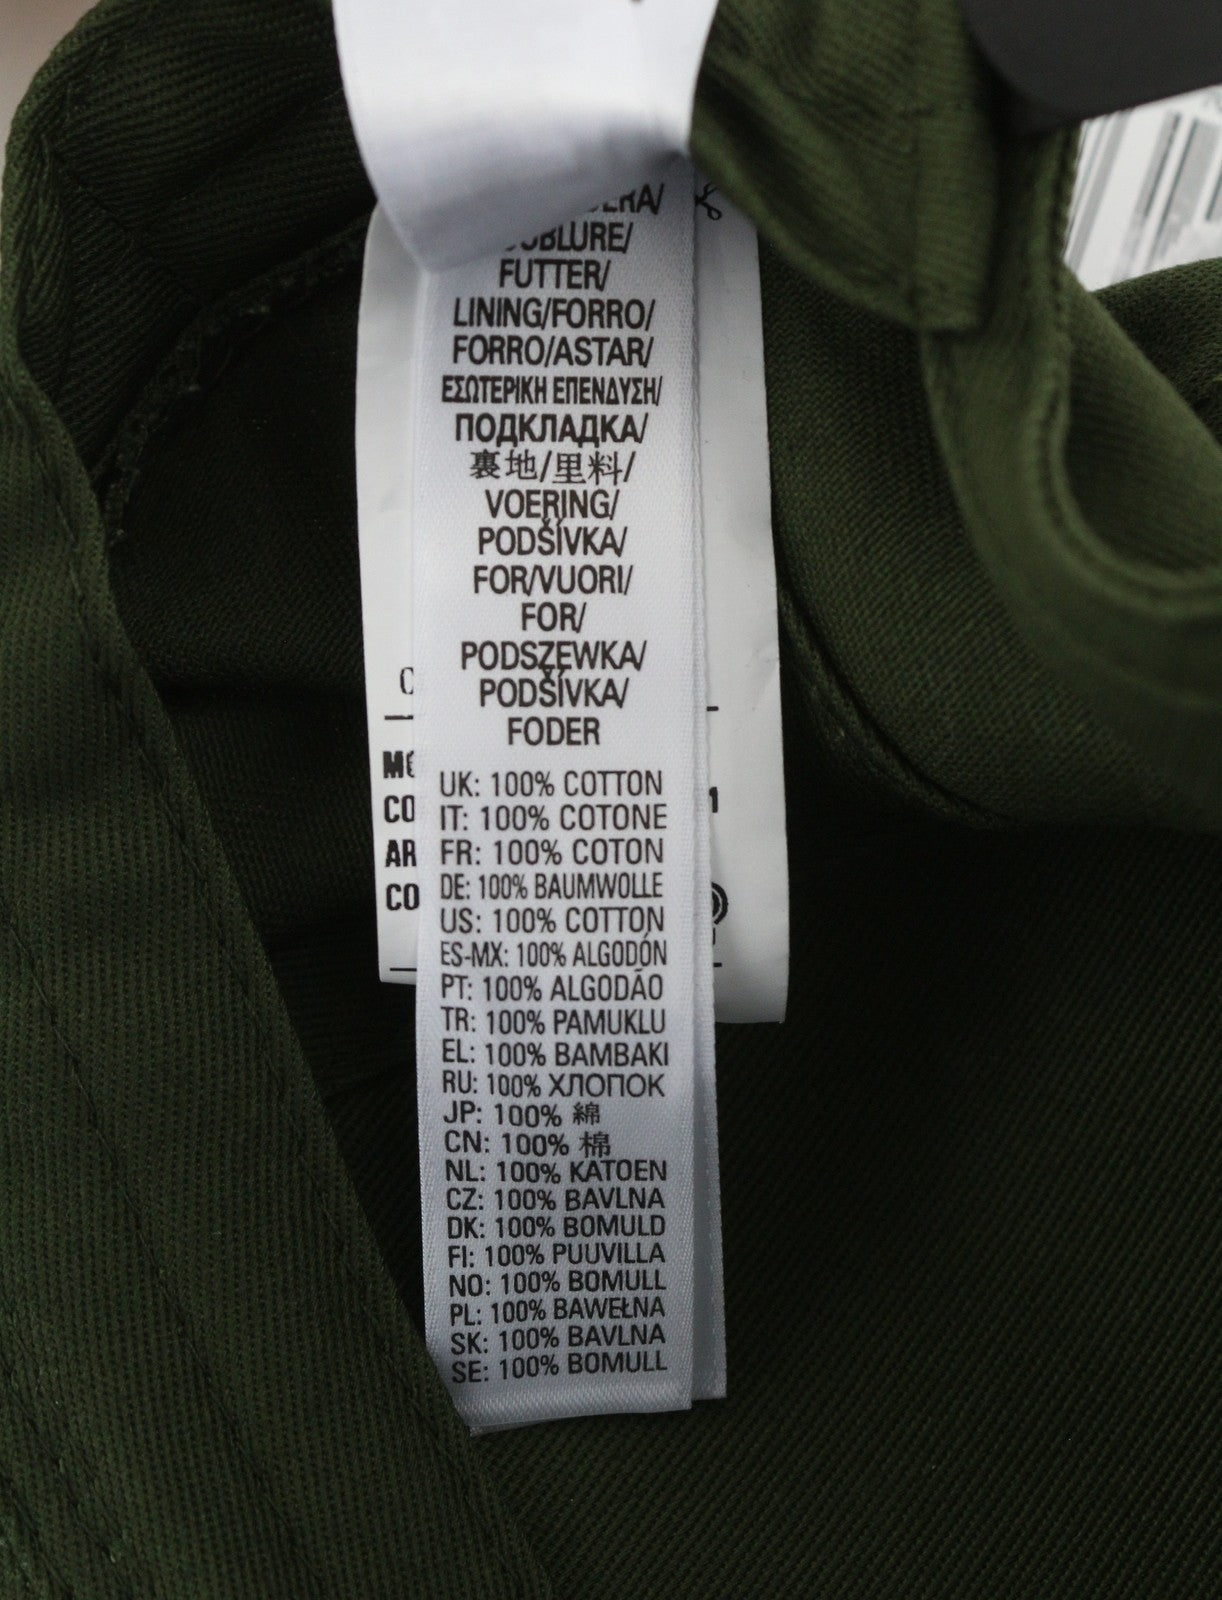 FUTTER/
LINING/FORRO/
FORRO/ASTAR/
ΕΣΩΤΕΡΙΚΗ ΕΠΕΝΔΥΣΗ/
ПОДКЛАДКА/
裏地/里料/
VOERING/
PODŠÍVKA/
FOR/VUORI/
FOR/
PODSZEWKA/
PODŠÍVKA/
FODER
UK: 100% COTTON
IT: 100% COTONE
FR: 100% COTON
DE: 100% BAUMWOLLE
US: 100% COTTON
ES-MX: 100% ALGODÓN
PT: 100% ALGODÃO
TR: 100% PAMUKLU
EL: 100% BAMBAKI
RU: 100% ХЛОПОК
JP: 100% 綿
CN: 100% 棉
NL: 100% KATOEN
CZ: 100% BAVLNA
DK: 100% BOMULD
FI: 100% PUUVILLA
NO: 100% BOMULL
PL: 100% BAWEŁNA
SK: 100% BAVLNA
SE: 100% BOMULL